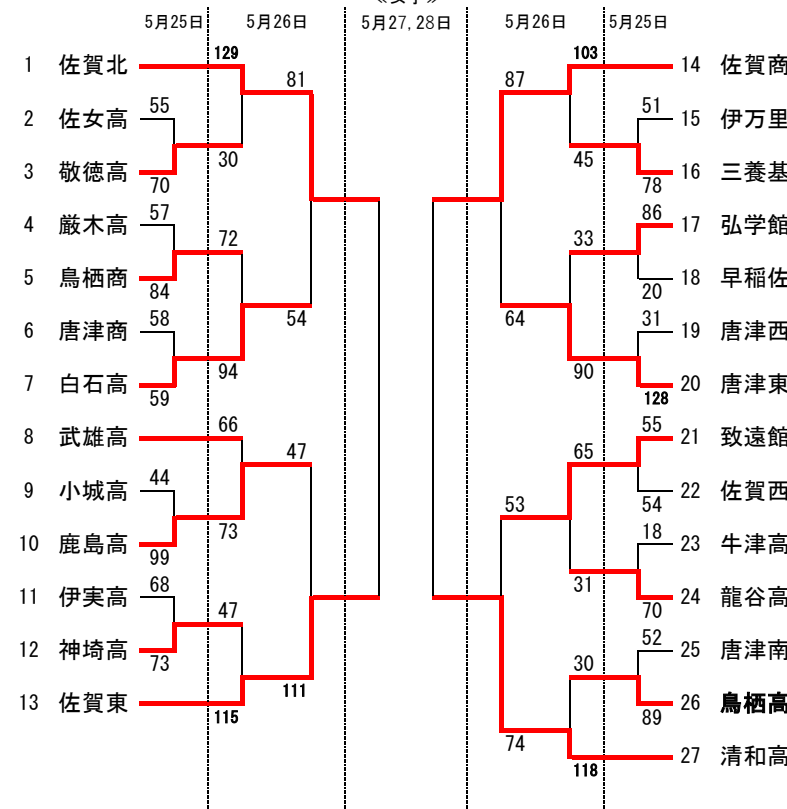 5月25日 5月26日 5月27,28日 5月26日 5月25日
129 103
1 佐賀北 81 87 14 佐賀商
55 51
2 佐女高 15 伊万里
30 45
3 敬徳高 16 三養基
70 78
57 86
4 厳木高 17 弘学館
72 33
5 鳥栖商 18 早稲佐
84 20
58 54 64 31
6 唐津商 19 唐津西
94 90
7 白石高 20 唐津東
59 128
66 55
8 武雄高 47 65 21 致遠館
44
9 小城高 53 22 佐賀西
54
73 18
10 鹿島高 23 牛津高
99
68 47 31
11 伊実高 24 龍谷高
70
52
12 神埼高 30 25 唐津南
73
111
13 佐賀東 26 鳥栖高
115 89
74
118 27 清和高